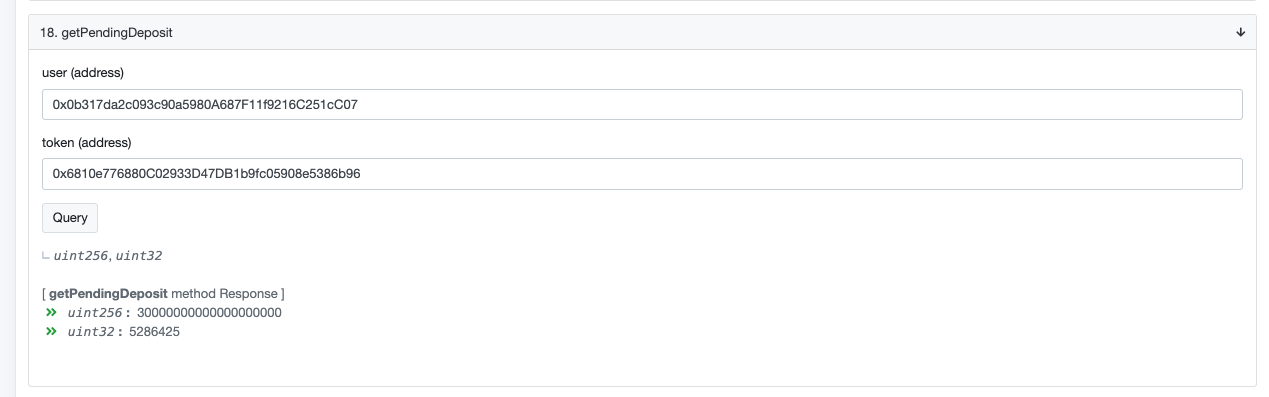 18. getPendingDeposit
user (address)
0x0b317da2c093c90a5980A687F11f9216C251cC07
token (address)
0x6810e776880C02933D47DB1b9fc05908e5386b96
Query
uint256, uint32
[ getPendingDeposit method Response ]
uint256 : 30000000000000000000
uint32 : 5286425